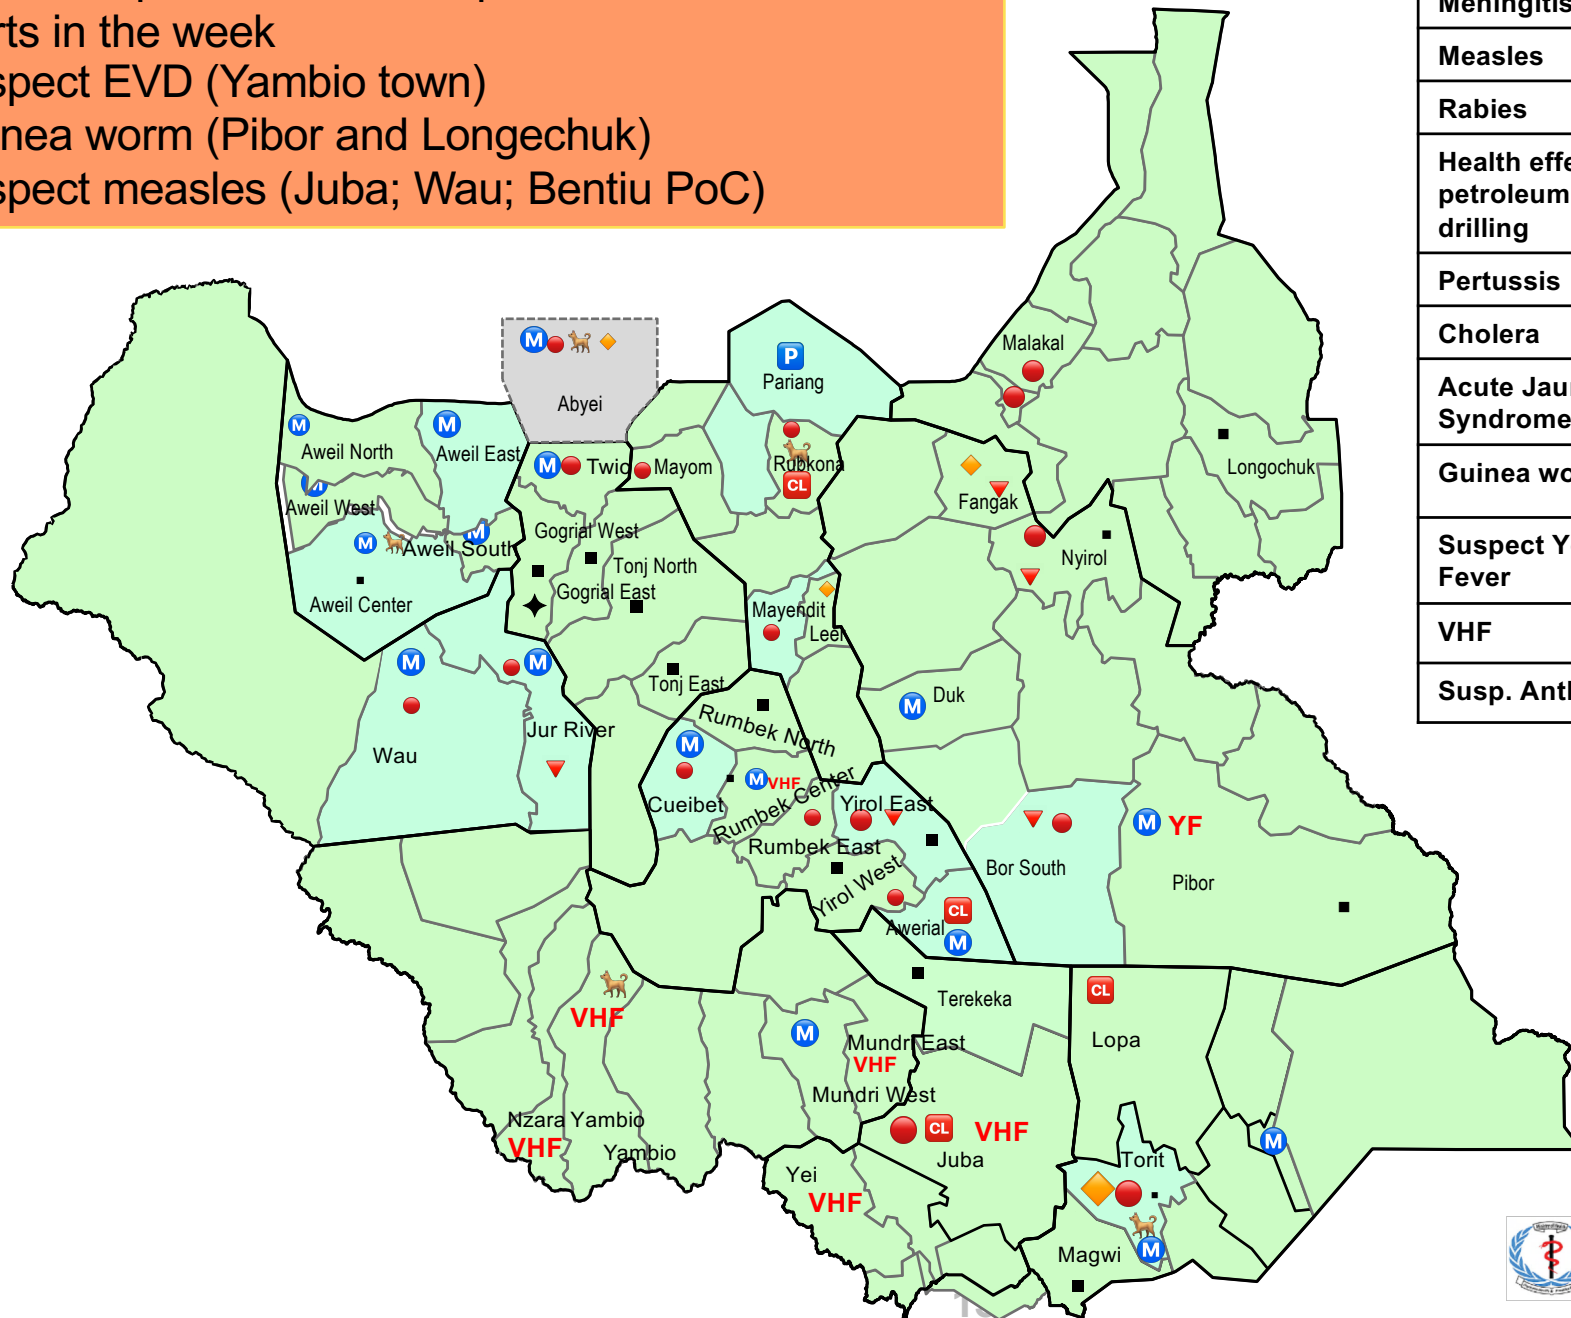 rts in the week
spect EVD (Yambio town)
nea worm (Pibor and Longechuk)
spect measles (Juba; Wau; Bentiu PoC)
Meningitis
Measles
Rabies
Health effe
petroleum
drilling
Pertussis
Cholera
Acute Jau
Syndrome
Guinea wo
Suspect Y
Fever
VHF
Susp. Anth
Malakal
M
P
Pariang
Abyei
M
M
Aweil North
Aweil East
M
Twic
Mayom
Rubkona
CL
Longochuk
M
Aweil West
Fangak
M
M
Aweil South
Gogrial West
Nyirol
Tonj North
Gogrial East
Aweil Center
Mayendit
Leer
M
M
Tonj East
Duk
M
Rumbek North
Jur River
Wau
M
M
VHF
Cueibet
Rumbek Center
Yirol East
M
YF
Rumbek East
Bor South
Pibor
Yirol West
CL
Awerial
M
CL
Terekeka
VHF
M
Mundri East
Lopa
VHF
Mundri West
Nzara Yambio
CL
VHF
M
VHF
Yambio
Juba
Torit
Yei
VHF
M
Magwi